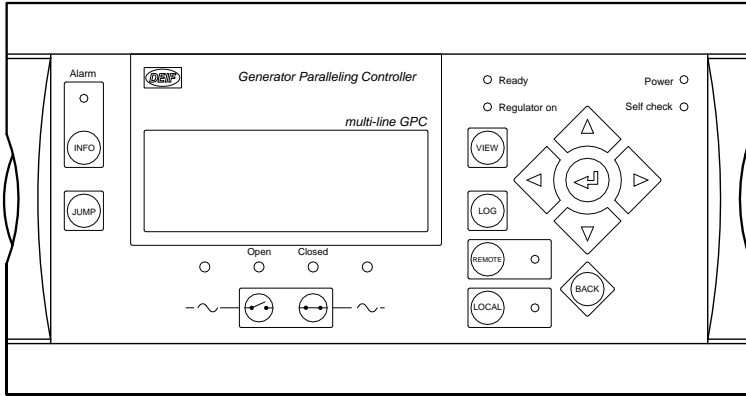 Alarm
DEIF
Generator Paralleling Controller
Ready
Power
Regulator on
Self check
multi-line GPC
INFO
VIEW
JUMP
LOG
Open
Closed
REMOTE
BACK
LOCAL